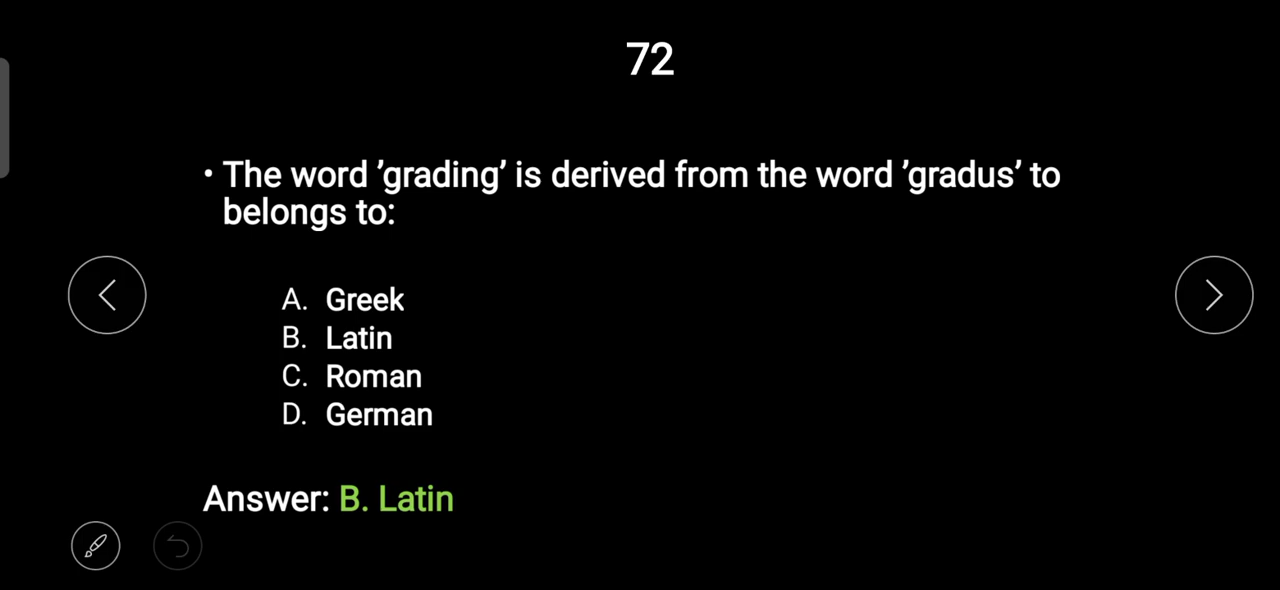 72
• The word ’grading’ is derived from the word ’gradus’ to
belongs to:
A. Greek
B. Latin
C. Roman
D. German
Answer: B. Latin